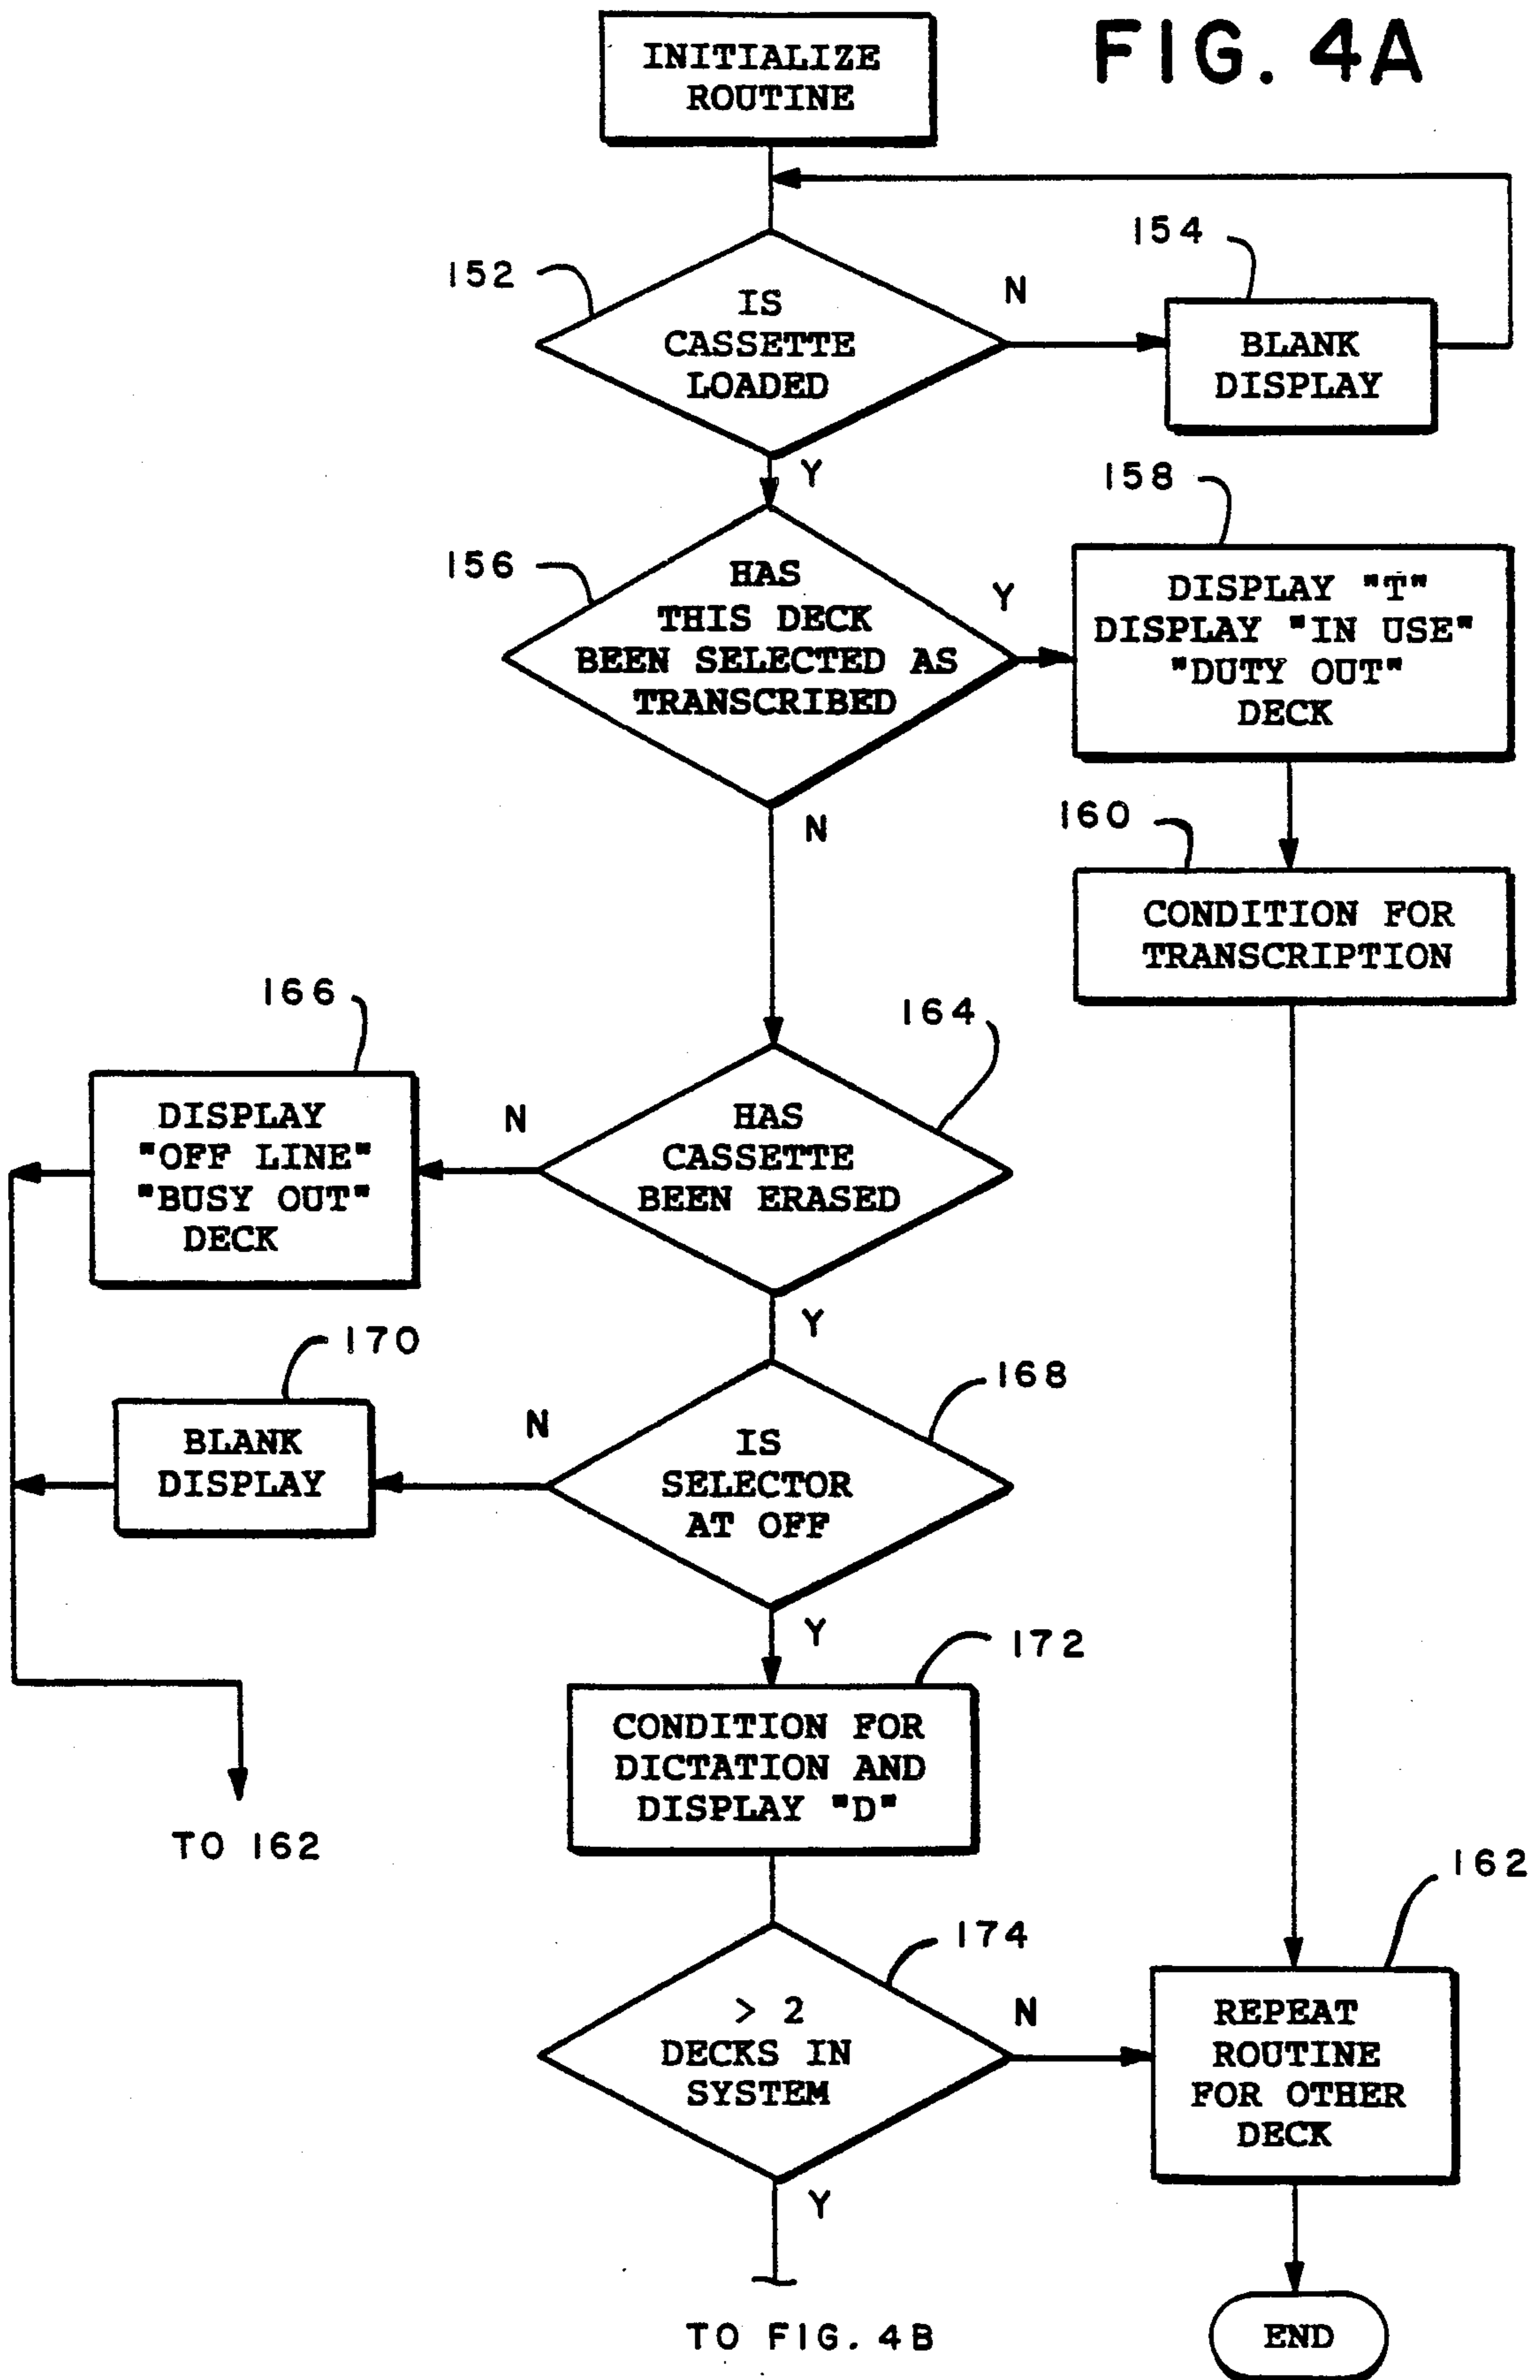 FIG. 4A
INITIALIZE
ROUTINE
152
IS
CASSETTE
LOADED
N
154
BLANK
DISPLAY
Y
156
HAS
THIS DECK
BEEN SELECTED AS
TRANSCRIBED
Y
158
DISPLAY "T"
DISPLAY "IN USE"
"DUTY OUT"
DECK
N
160
CONDITION FOR
TRANSCRIPTION
164
HAS
CASSETTE
BEEN ERASED
N
166
DISPLAY
"OFF LINE"
"BUSY OUT"
DECK
Y
168
IS
SELECTOR
AT OFF
N
170
BLANK
DISPLAY
TO 162
Y
172
CONDITION FOR
DICTATION AND
DISPLAY "D"
174
> 2
DECKS IN
SYSTEM
N
162
REPEAT
ROUTINE
FOR OTHER
DECK
Y
TO FIG. 4B
END